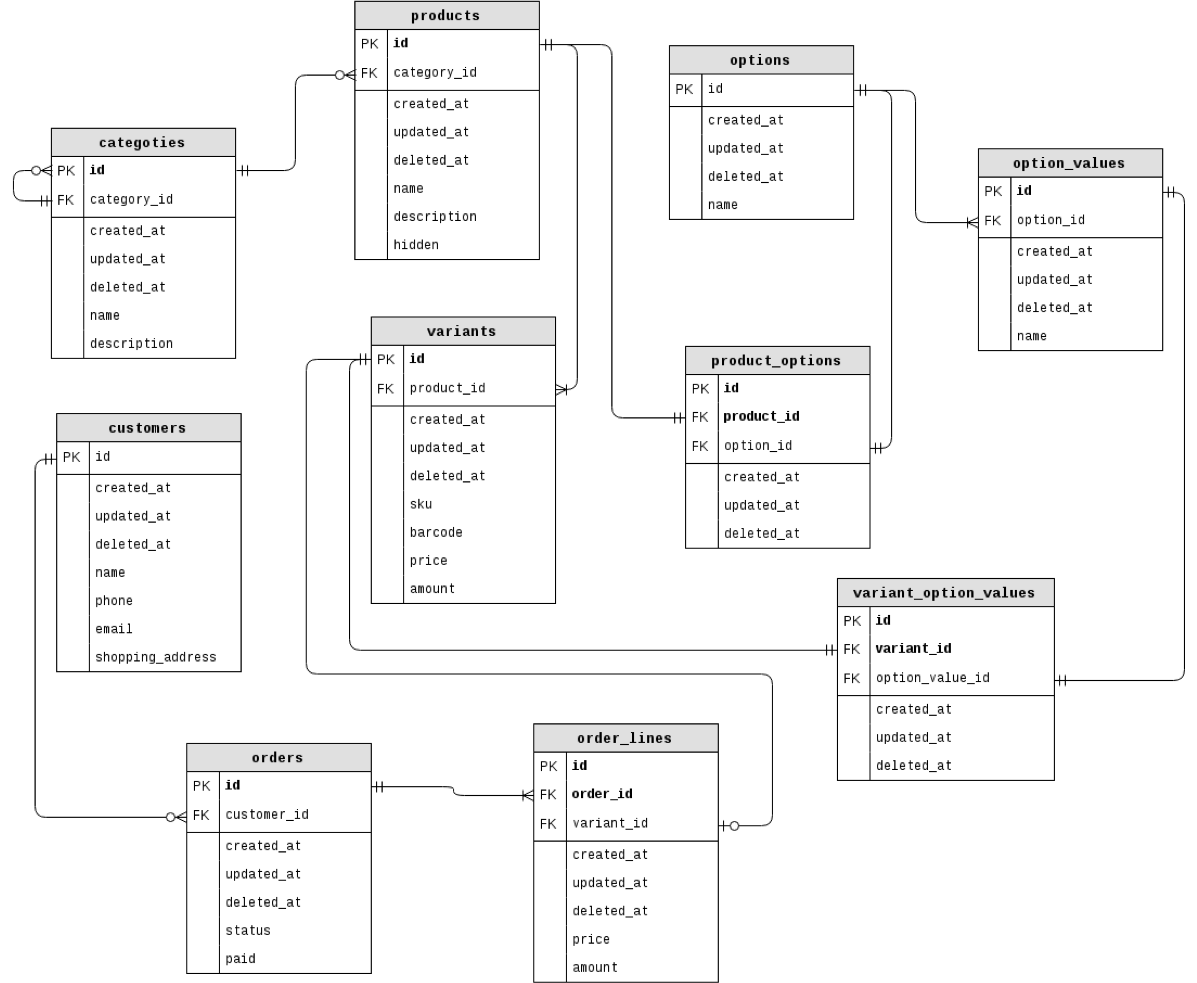 products
PK id
FK category_id
created_at
updated_at
deleted_at
name
description
hidden
options
PK id
created_at
updated_at
deleted_at
name
categoties
PK id
FK category_id
created_at
updated_at
deleted_at
name
description
option_values
PK id
FK option_id
created_at
updated_at
deleted_at
name
variants
PK id
FK product_id
created_at
updated_at
deleted_at
sku
barcode
price
amount
product_options
PK id
FK product_id
FK option_id
created_at
updated_at
deleted_at
customers
PK id
created_at
updated_at
deleted_at
name
phone
email
shopping_address
variant_option_values
PK id
FK variant_id
FK option_value_id
created_at
updated_at
deleted_at
orders
PK id
FK customer_id
created_at
updated_at
deleted_at
status
paid
order_lines
PK id
FK order_id
FK variant_id
created_at
updated_at
deleted_at
price
amount